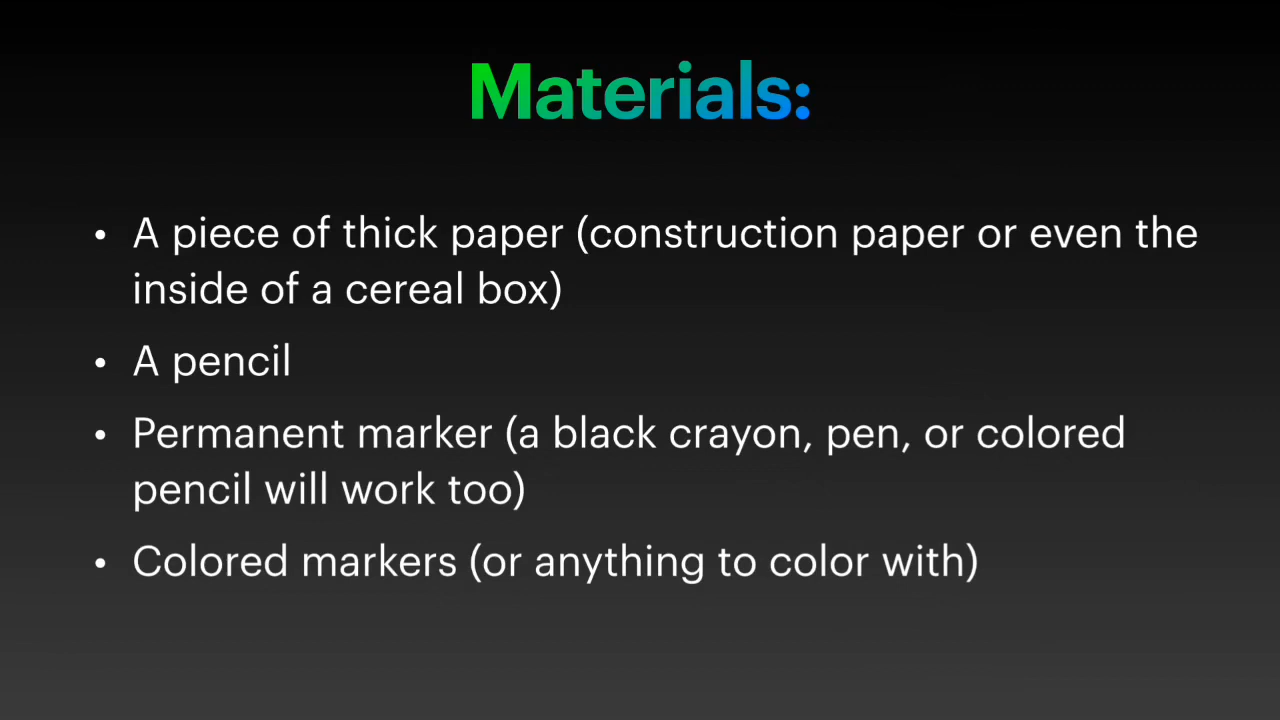 Materials:
• A piece of thick paper (construction paper or even the
inside of a cereal box)
• A pencil
• Permanent marker (a black crayon, pen, or colored
pencil will work too)
• Colored markers (or anything to color with)